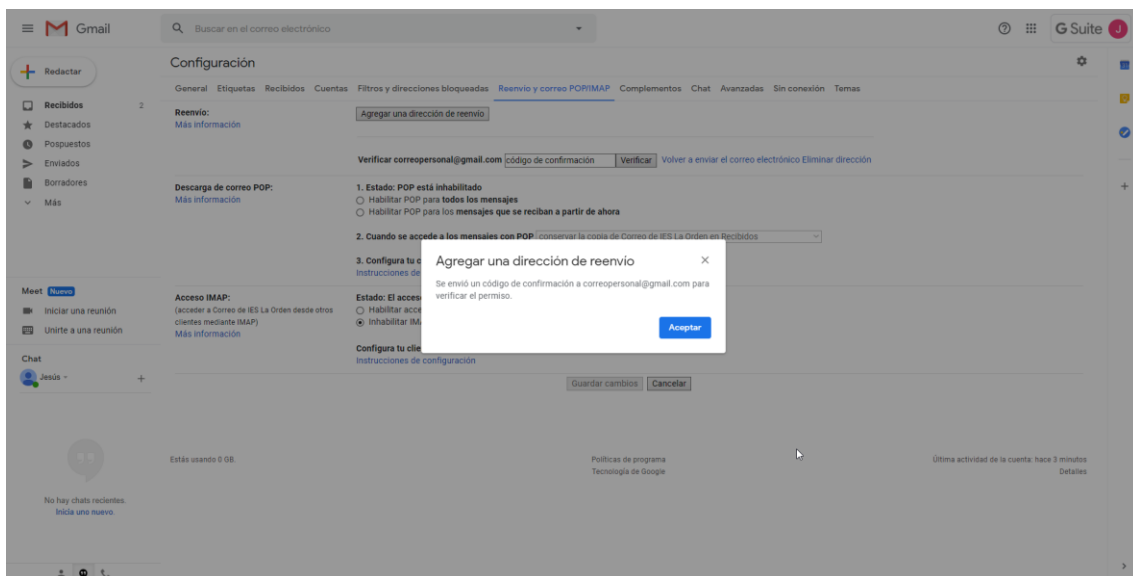 Gmail
Buscar en el correo electrónico
G Suite
J
Redactar
Recibidos 2
Destacados
Pospuestos
Enviados
Borradores
Más
Meet Nuevo
Iniciar una reunión
Unirte a una reunión
Chat
Jesús
No hay chats recientes.
Inicia uno nuevo.
Configuración
General Etiquetas Recibidos Cuentas Filtros y direcciones bloqueadas Reenvío y correo POP/IMAP Complementos Chat Avanzadas Sin conexión Temas
Reenvío:
Más información
Agregar una dirección de reenvío
Verificar correopersonal@gmail.com código de confirmación Verificar Volver a enviar el correo electrónico Eliminar dirección
Descarga de correo POP:
Más información
1. Estado: POP está inhabilitado
Habilitar POP para todos los mensajes
Habilitar POP para los mensajes que se reciban a partir de ahora
2. Cuando se accede a los mensajes con POP conservar la copia de Correo de IES La Orden en Recibidos
3. Configura tu c
Instrucciones de
Acceso IMAP:
(acceder a Correo de IES La Orden desde otros
clientes mediante IMAP)
Más información
Estado: El acces
Habilitar acce
Inhabilitar IM
Configura tu clie
Instrucciones de configuración
Agregar una dirección de reenvío
Se envió un código de confirmación a correopersonal@gmail.com para
verificar el permiso.
Aceptar
Guardar cambios Cancelar
Estás usando 0 GB.
Políticas de programa
Tecnología de Google
Última actividad de la cuenta: hace 3 minutos
Detalles